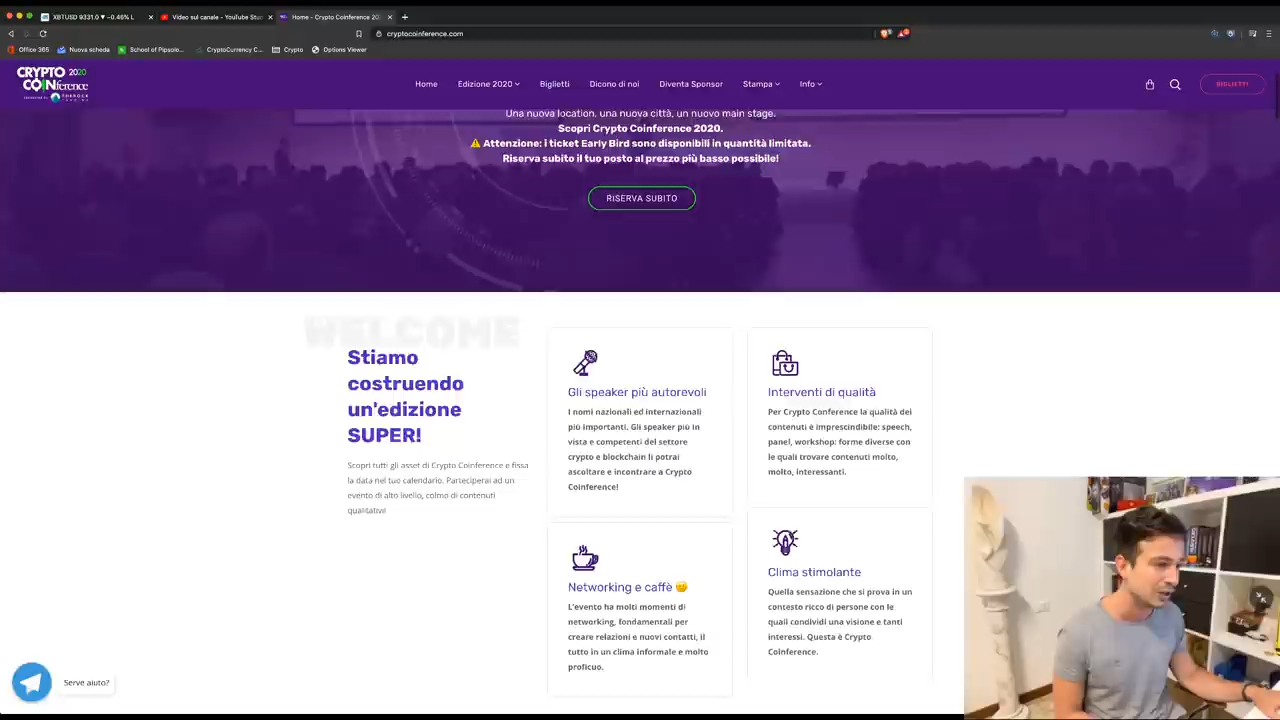 XBTUSD 9331.0 ▼ -0.46% L
Video sul canale - YouTube Stu
Home - Crypto Coinference 202
cryptocoinference.com
Office 365
Nuova scheda
School of Pipsolo...
CryptoCurrency C...
Crypto
Options Viewer
CRYPTO 2020
COINference
Home
Edizione 2020
Biglietti
Dicono di noi
Diventa Sponsor
Stampa
Info
BIGLIETTI
Una nuova location, una nuova città, un nuovo main stage.
Scopri Crypto Coinference 2020.
⚠️ Attenzione: i ticket Early Bird sono disponibili in quantità limitata.
Riserva subito il tuo posto al prezzo più basso possibile!
RISERVA SUBITO
WELCOME
Stiamo
costruendo
un'edizione
SUPER!
Scopri tutti gli asset di Crypto Coinference e fissa
la data nel tuo calendario. Parteciperai ad un
evento di alto livello, colmo di contenuti
qualitativi!
Gli speaker più autorevoli
I nomi nazionali ed internazionali
più importanti. Gli speaker più in
vista e competenti del settore
crypto e blockchain li potrai
ascoltare e incontrare a Crypto
Coinference!
Interventi di qualità
Per Crypto Conference la qualità dei
contenuti è imprescindibile: speech,
panel, workshop: forme diverse con
le quali trovare contenuti molto,
molto, interessanti.
Networking e caffè
L'evento ha molti momenti di
networking, fondamentali per
creare relazioni e nuovi contatti, il
tutto in un clima informale e molto
proficuo.
Clima stimolante
Quella sensazione che si prova in un
contesto ricco di persone con le
quali condividi una visione e tanti
interessi. Questa è Crypto
Coinference.
Serve aiuto?